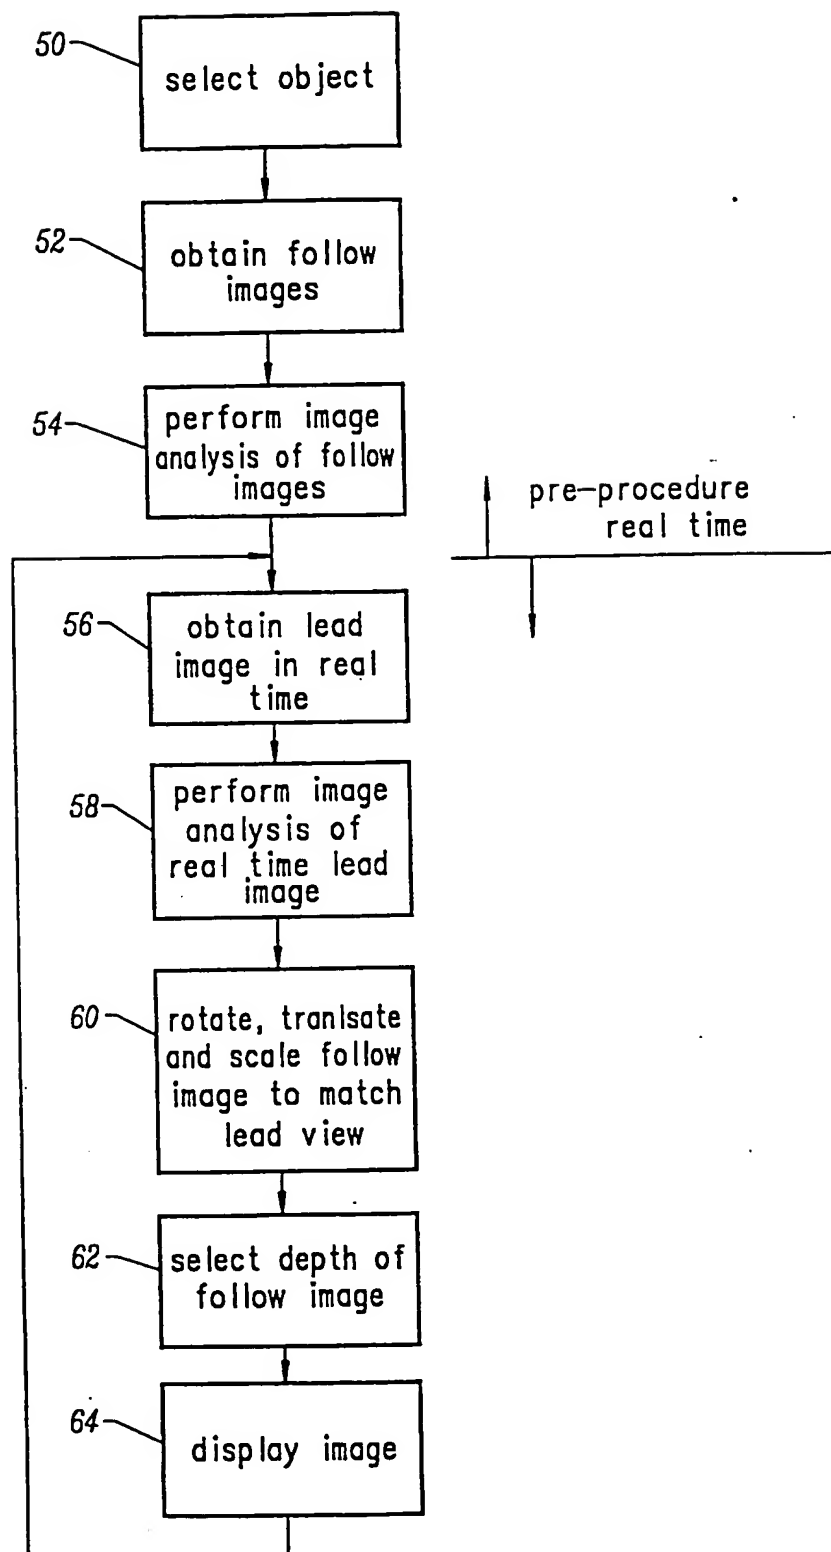 50
select object
52
obtain follow
images
54
perform image
analysis of follow
images
pre-procedure
real time
56
obtain lead
image in real
time
58
perform image
analysis of
real time lead
image
60
rotate, tranlsate
and scale follow
image to match
lead view
62
select depth of
follow image
64
display image